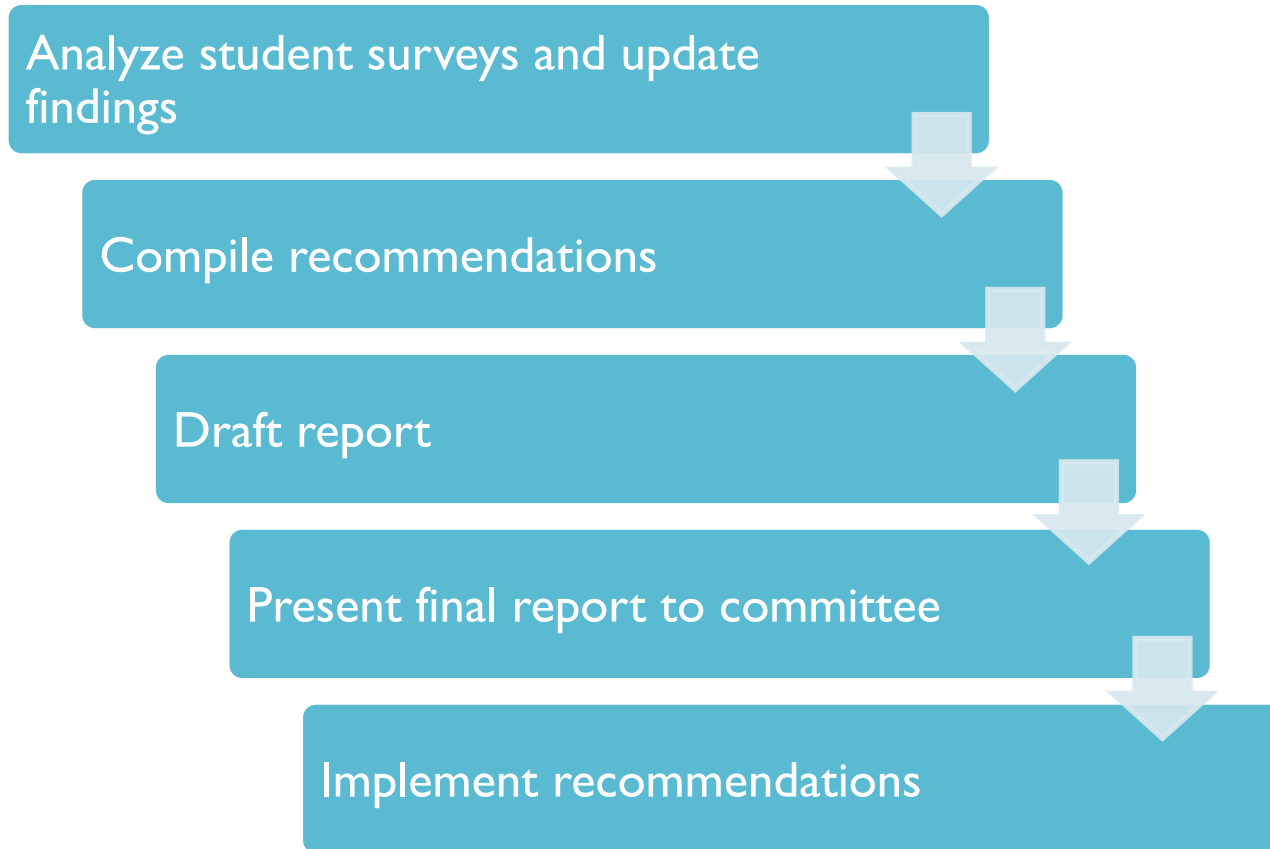 Analyze student surveys and update
findings
Compile recommendations
Draft report
Present final report to committee
Implement recommendations